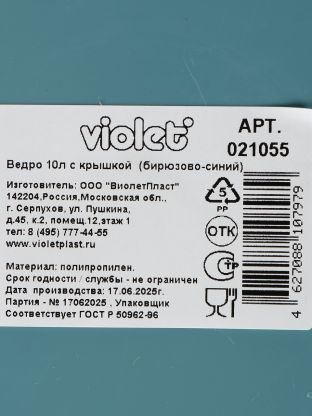 violet
АРТ.
021055
Ведро 10л с крышкой (бирюзово-синий)
Изготовитель: ООО "ВиолетПласт"
142204,Россия,Московская обл.,
г. Серпухов, ул. Пушкина,
д.45, к.2, помещ.12,этаж 1
тел: 8 (495) 777-44-55
www.violetplast.ru
Материал: полипропилен.
Срок годности / службы - не ограничен
Дата производства: 17.06.2025г.
Партия - № 17062025 , Упаковщик
Соответствует ГОСТ Р 50962-96
5
PP
ОТК
СТР
4 627088 107979